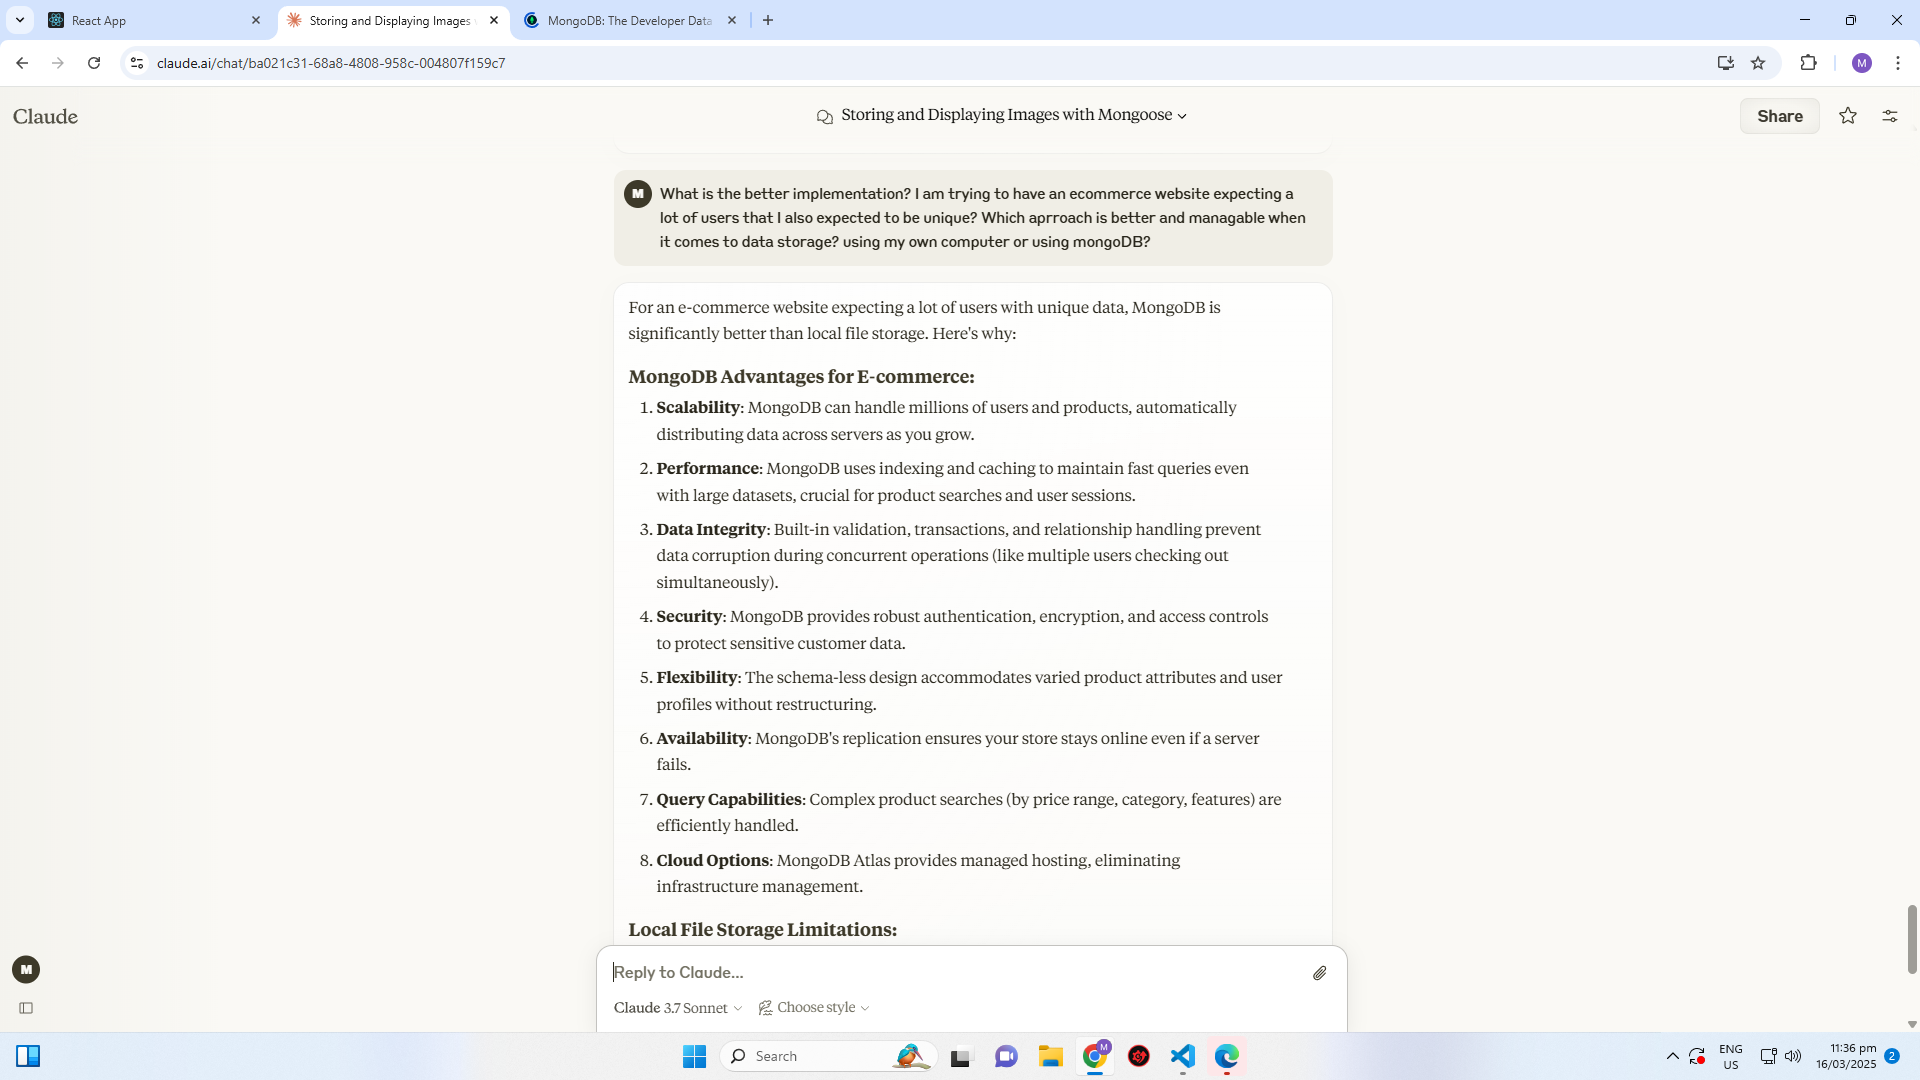 React App
Storing and Displaying Images
MongoDB: The Developer Data
claude.ai/chat/ba021c31-68a8-4808-958c-004807f159c7
M
Claude
Storing and Displaying Images with Mongoose
Share
M
What is the better implementation? I am trying to have an ecommerce website expecting a
lot of users that I also expected to be unique? Which aprroach is better and managable when
it comes to data storage? using my own computer or using mongoDB?
For an e-commerce website expecting a lot of users with unique data, MongoDB is
significantly better than local file storage. Here's why:
MongoDB Advantages for E-commerce:
1. Scalability: MongoDB can handle millions of users and products, automatically
distributing data across servers as you grow.
2. Performance: MongoDB uses indexing and caching to maintain fast queries even
with large datasets, crucial for product searches and user sessions.
3. Data Integrity: Built-in validation, transactions, and relationship handling prevent
data corruption during concurrent operations (like multiple users checking out
simultaneously).
4. Security: MongoDB provides robust authentication, encryption, and access controls
to protect sensitive customer data.
5. Flexibility: The schema-less design accommodates varied product attributes and user
profiles without restructuring.
6. Availability: MongoDB's replication ensures your store stays online even if a server
fails.
7. Query Capabilities: Complex product searches (by price range, category, features) are
efficiently handled.
8. Cloud Options: MongoDB Atlas provides managed hosting, eliminating
infrastructure management.
Local File Storage Limitations:
M
Reply to Claude...
Claude 3.7 Sonnet
Choose style
Search
M
ENG
US
11:36 pm
16/03/2025
2